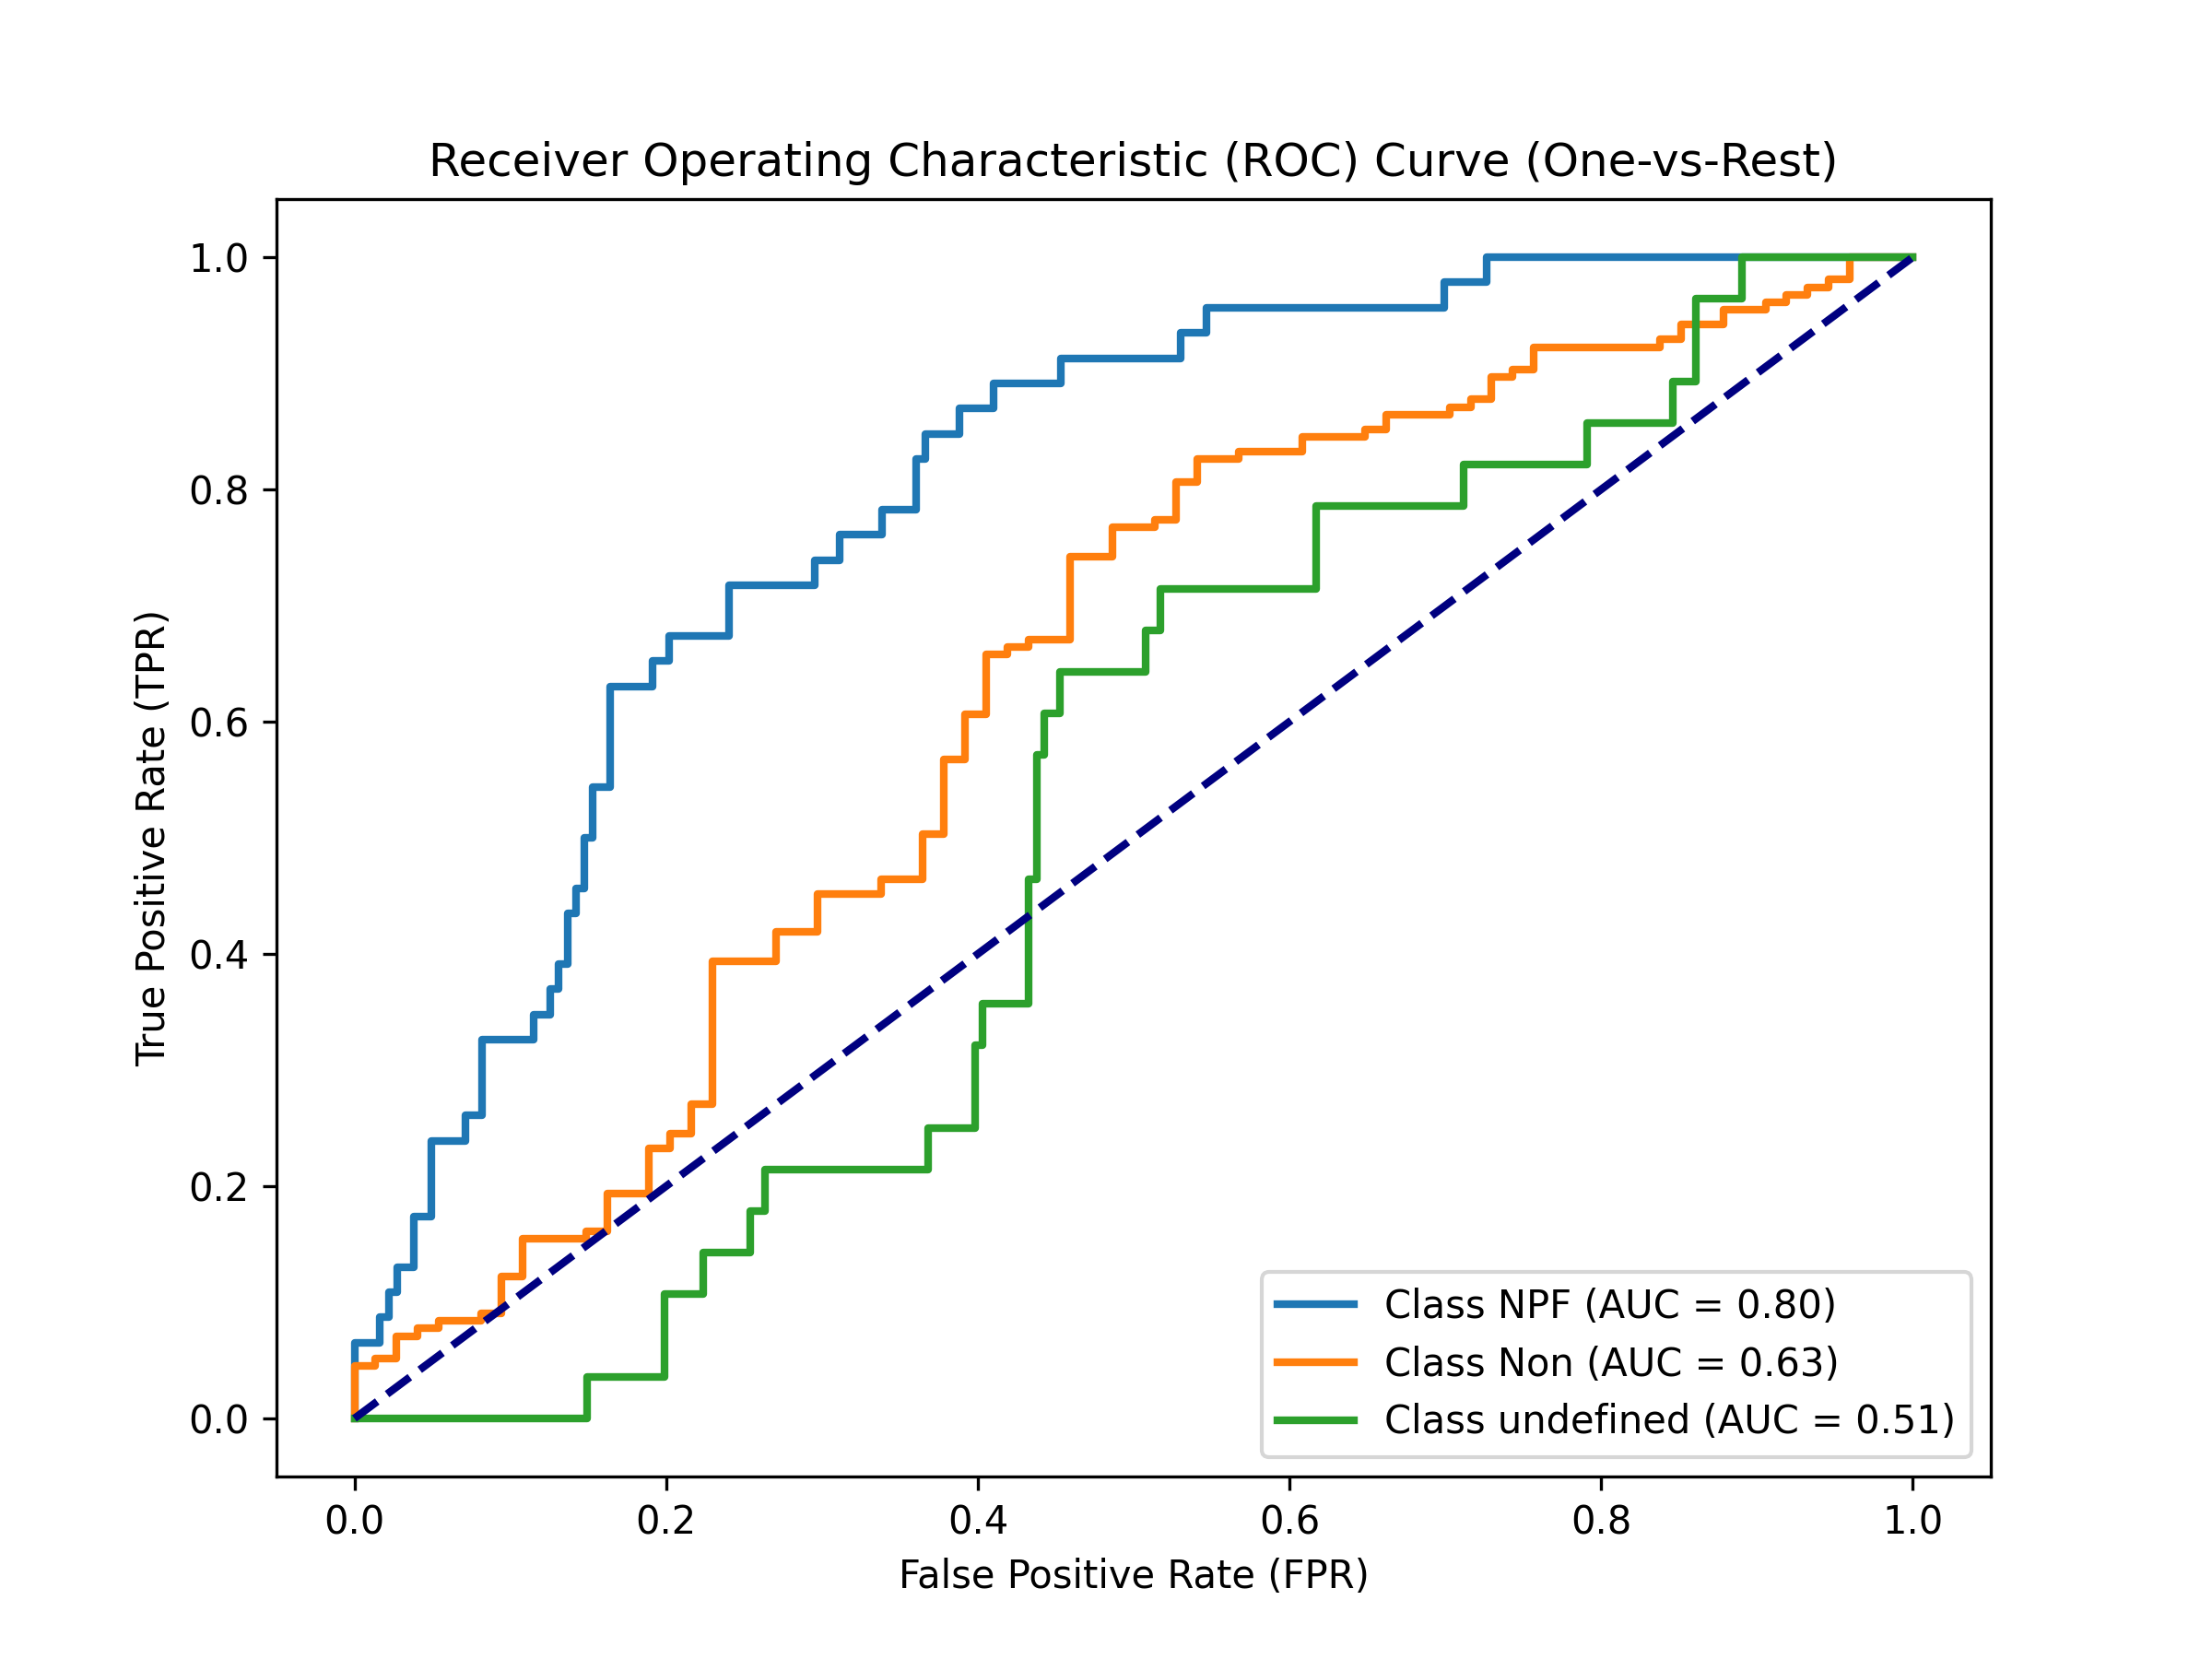 Receiver Operating Characteristic (ROC) Curve (One-vs-Rest)
True Positive Rate (TPR)
1.0
0.8
0.6
0.4
0.2
0.0
Class NPF (AUC = 0.80)
Class Non (AUC = 0.63)
Class undefined (AUC = 0.51)
0.0 0.2 0.4 0.6 0.8 1.0
False Positive Rate (FPR)